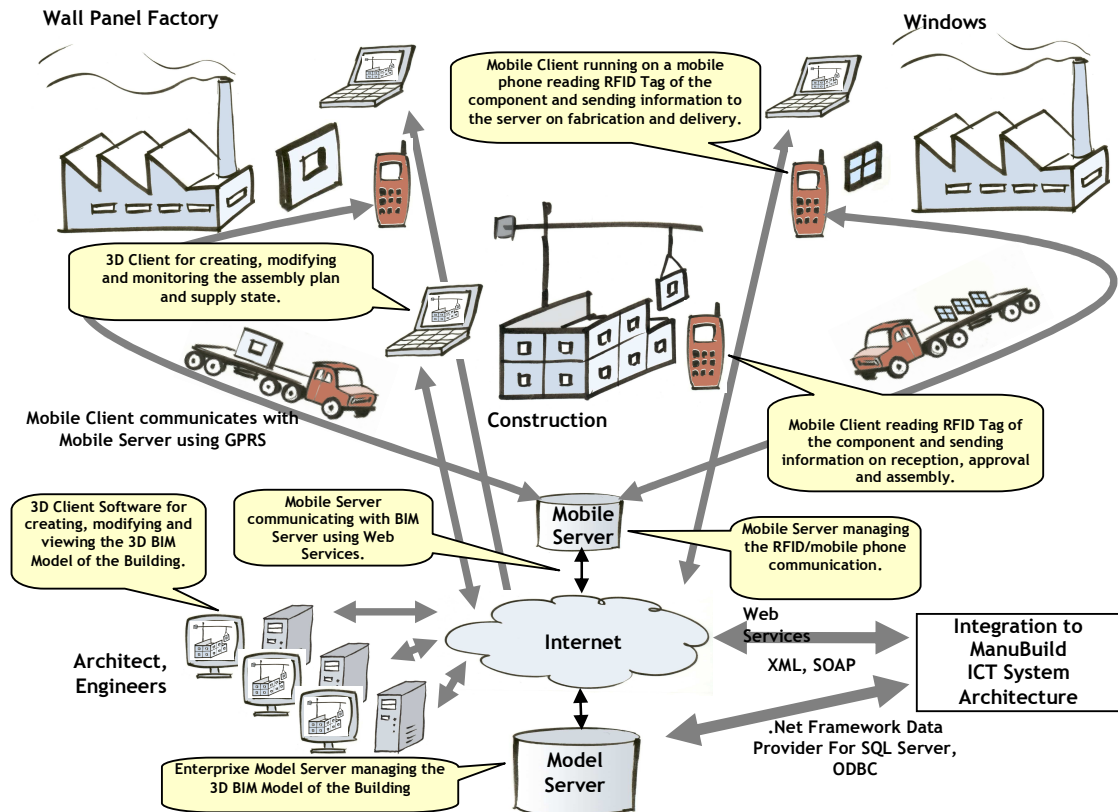 Wall Panel Factory
Windows
Mobile Client running on a mobile
phone reading RFID Tag of the
component and sending information to
the server on fabrication and delivery.
3D Client for creating, modifying
and monitoring the assembly plan
and supply state.
Mobile Client communicates with
Mobile Server using GPRS
Construction
Mobile Client reading RFID Tag of
the component and sending
information on reception, approval
and assembly.
3D Client Software for
creating, modifying and
viewing the 3D BIM
Model of the Building.
Mobile Server
communicating with BIM
Server using Web
Services.
Mobile
Server
Mobile Server managing
the RFID/mobile phone
communication.
Architect,
Engineers
Internet
Web
Services
XML, SOAP
Integration to
ManuBuild
ICT System
Architecture
.Net Framework Data
Provider For SQL Server,
ODBC
Enterprixe Model Server managing the
3D BIM Model of the Building
Model
Server